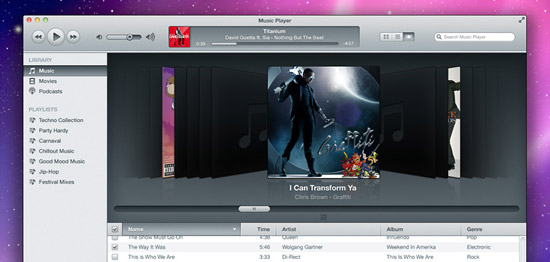 Music Player
Titanium
David Guetta ft. Sia - Nothing But The Beat
0:39
-4:07
Search Music Player
LIBRARY
Music
Movies
Podcasts
PLAYLISTS
Techno Collection
Party Hardy
Carnaval
Chillout Music
Good Mood Music
Jip-Hop
Festival Mixes
Graffiti
I Can Transform Ya
Chris Brown - Graffiti
Name Time Artist Album Genre
The Show Must Go On 4:38 Queen Innuendo Pop
The Way It Was 5:46 Wolgang Gartner Weekend in Amerika Electronic
This is Who We Are 3:33 Di-Rect This is Who We Are Rock